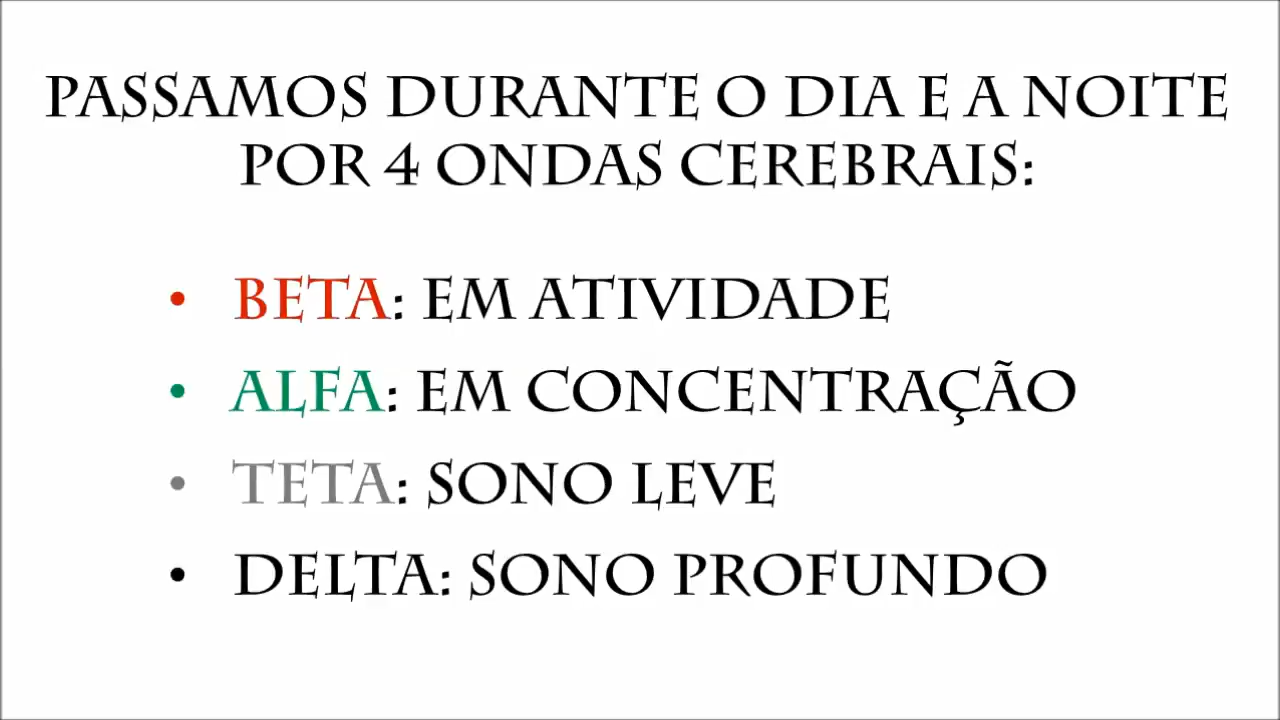 PASSAMOS DURANTE O DIA E A NOITE
POR 4 ONDAS CEREBRAIS:
• BETA: EM ATIVIDADE
• ALFA: EM CONCENTRAÇÃO
• TETA: SONO LEVE
• DELTA: SONO PROFUNDO